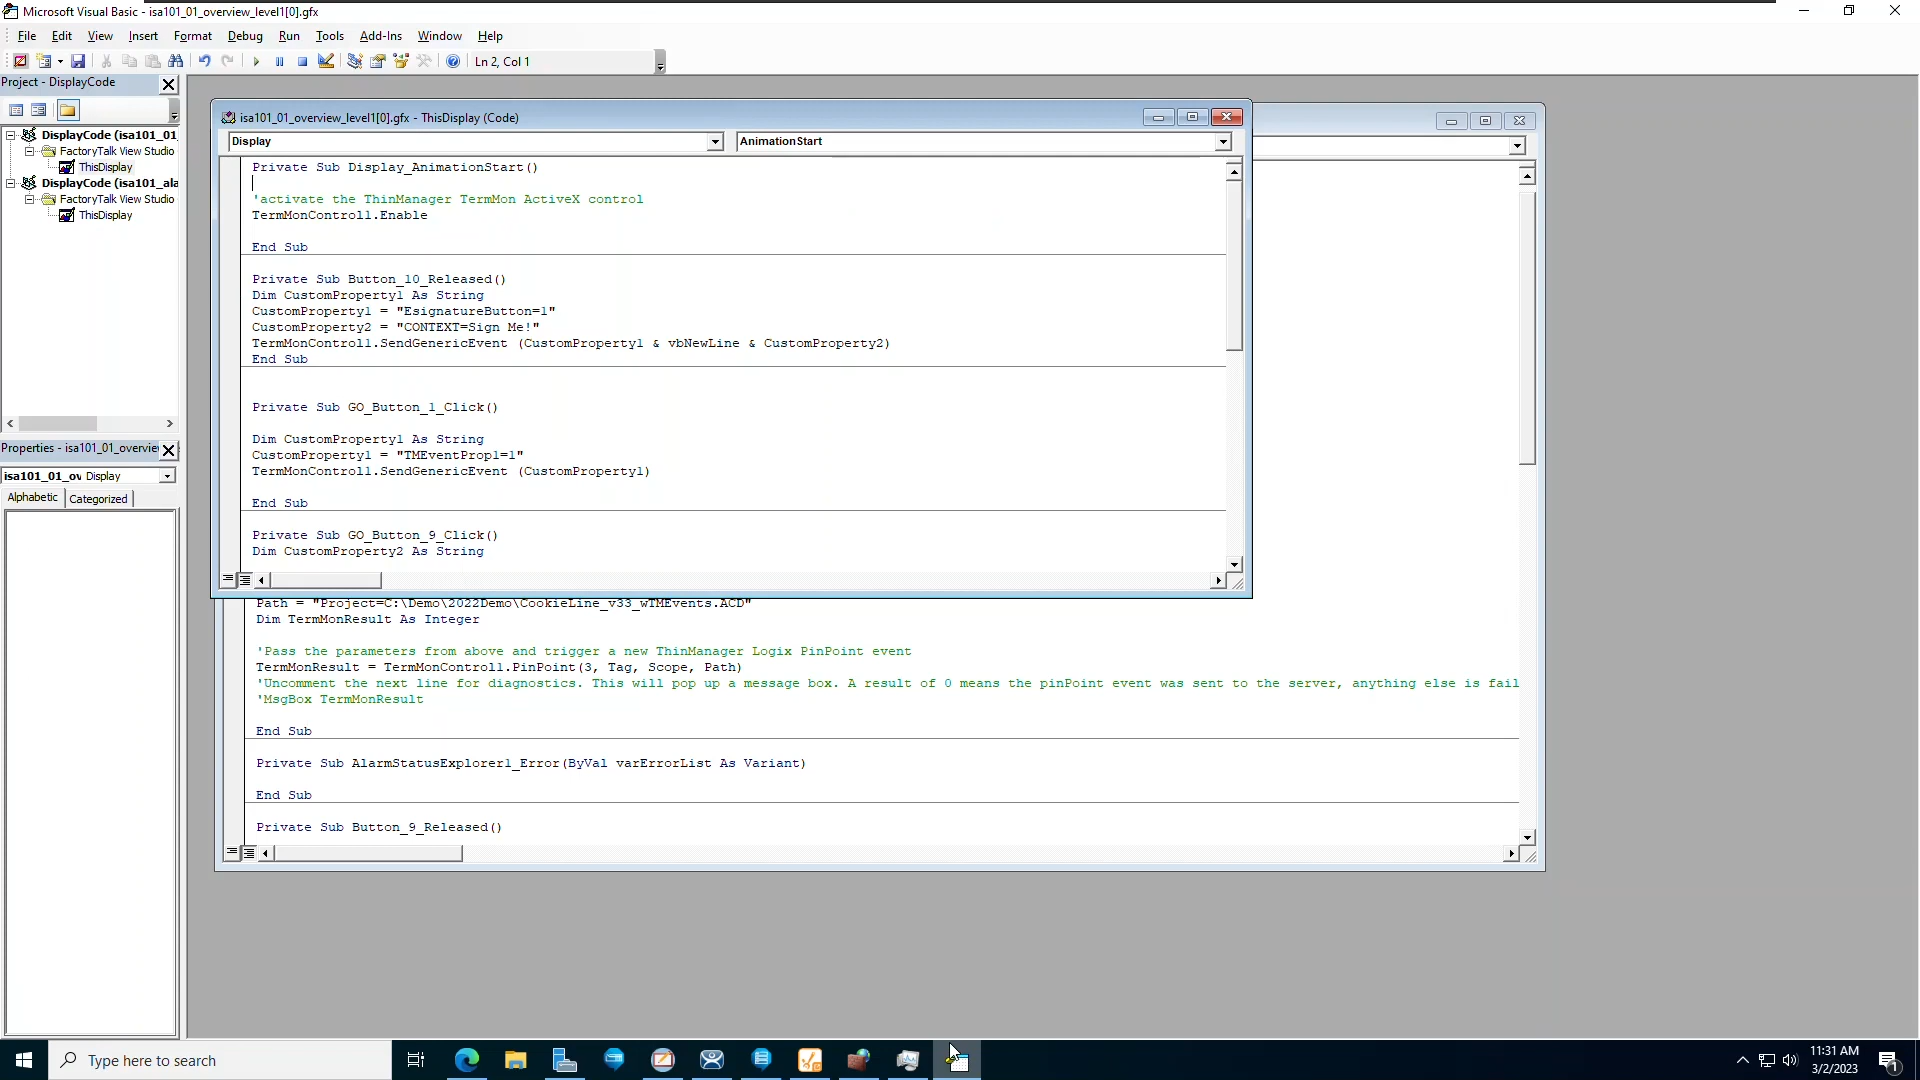 Microsoft Visual Basic - isa101_01_overview_level1[0].gfx
File Edit View Insert Format Debug Run Tools Add-Ins Window Help
Ln 2, Col 1
Project - DisplayCode
DisplayCode (isa101_01
FactoryTalk View Studio
ThisDisplay
DisplayCode (isa101_ala
FactoryTalk View Studio
ThisDisplay
Properties - isa101_01_overvie
isa101_01_ov Display
Alphabetic Categorized
isa101_01_overview_level1[0].gfx - ThisDisplay (Code)
Display AnimationStart
Private Sub Display_AnimationStart()
'activate the ThinManager TermMon ActiveX control
TermMonControl1.Enable
End Sub
Private Sub Button_10_Released()
Dim CustomProperty1 As String
CustomProperty1 = "EsignatureButton=1"
CustomProperty2 = "CONTEXT=Sign Me!"
TermMonControl1.SendGenericEvent (CustomProperty1 & vbNewLine & CustomProperty2)
End Sub
Private Sub GO_Button_1_Click()
Dim CustomProperty1 As String
CustomProperty1 = "TMEventProp1=1"
TermMonControl1.SendGenericEvent (CustomProperty1)
End Sub
Private Sub GO_Button_9_Click()
Dim CustomProperty2 As String
Path = "Project=C:\Demo\2022Demo\CookieLine_v33_wTMEvents.ACD"
Dim TermMonResult As Integer
'Pass the parameters from above and trigger a new ThinManager Logix PinPoint event
TermMonResult = TermMonControl1.PinPoint(3, Tag, Scope, Path)
'Uncomment the next line for diagnostics. This will pop up a message box. A result of 0 means the pinPoint event was sent to the server, anything else is fail
'MsgBox TermMonResult
End Sub
Private Sub AlarmStatusExplorer1_Error(ByVal varErrorList As Variant)
End Sub
Private Sub Button_9_Released()
Type here to search
11:31 AM
3/2/2023
1